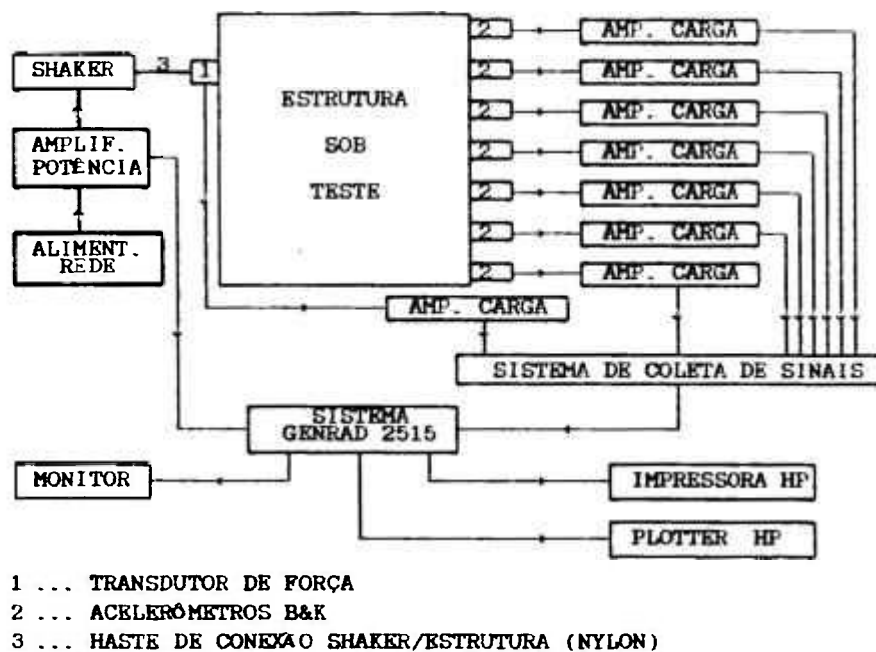 2 AMP. CARGA
SHAKER 3 1 2 AMP. CARGA
ESTRUTURA
2 AMP. CARGA
AMPLIF.
POTÊNCIA
SOB
2 AMP. CARGA
TESTE
2 AMP. CARGA
2 AMP. CARGA
ALIMENT.
REDE
2 AMP. CARGA
AMP. CARGA
SISTEMA DE COLETA DE SINAIS
SISTEMA
GENRAD 2515
MONITOR
IMPRESSORA HP
PLOTTER HP
1 ... TRANSDUTOR DE FORÇA
2 ... ACELERÔMETROS B&K
3 ... HASTE DE CONEXÃO SHAKER/ESTRUTURA (NYLON)